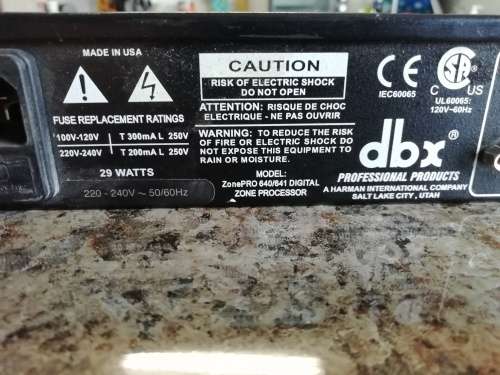 MADE IN USA
FUSE REPLACEMENT RATINGS
100V-120V T 300mA L 250V
220V-240V T 200mA L 250V
29 WATTS
220 - 240V ~ 50/60Hz
CAUTION
RISK OF ELECTRIC SHOCK
DO NOT OPEN
ATTENTION: RISQUE DE CHOC
ELECTRIQUE - NE PAS OUVRIR
WARNING: TO REDUCE THE RISK
OF FIRE OR ELECTRIC SHOCK DO
NOT EXPOSE THIS EQUIPMENT TO
RAIN OR MOISTURE.
MODEL:
ZonePRO 640/641 DIGITAL
ZONE PROCESSOR
CE
IEC60065
C SA US
UL60065:
120V~60Hz
dbx®
PROFESSIONAL PRODUCTS
A HARMAN INTERNATIONAL COMPANY
SALT LAKE CITY, UTAH